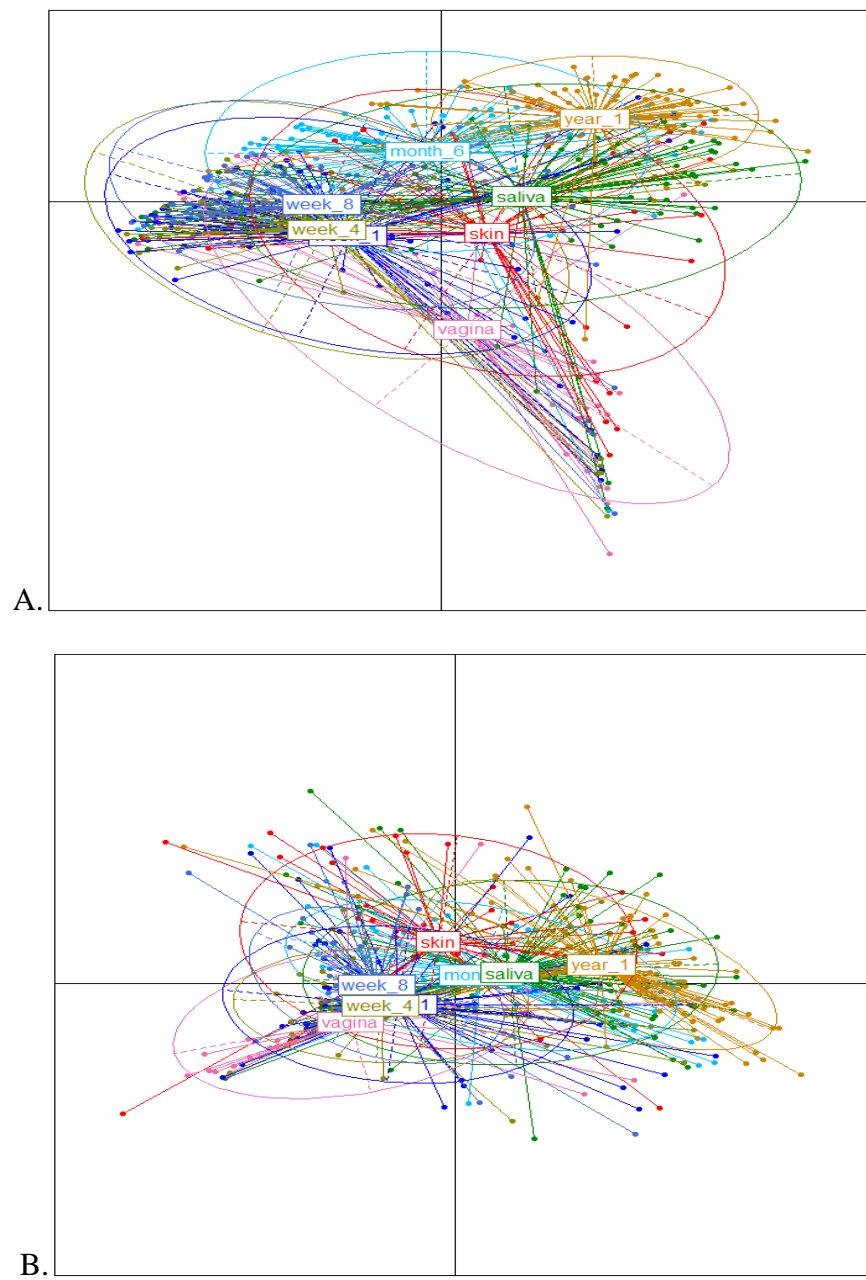 year_1
month_6
saliva
week_8
week_4
1
skin
vagina
A.
skin
mon
saliva
year_1
week_8
week_4
1
vagina
B.